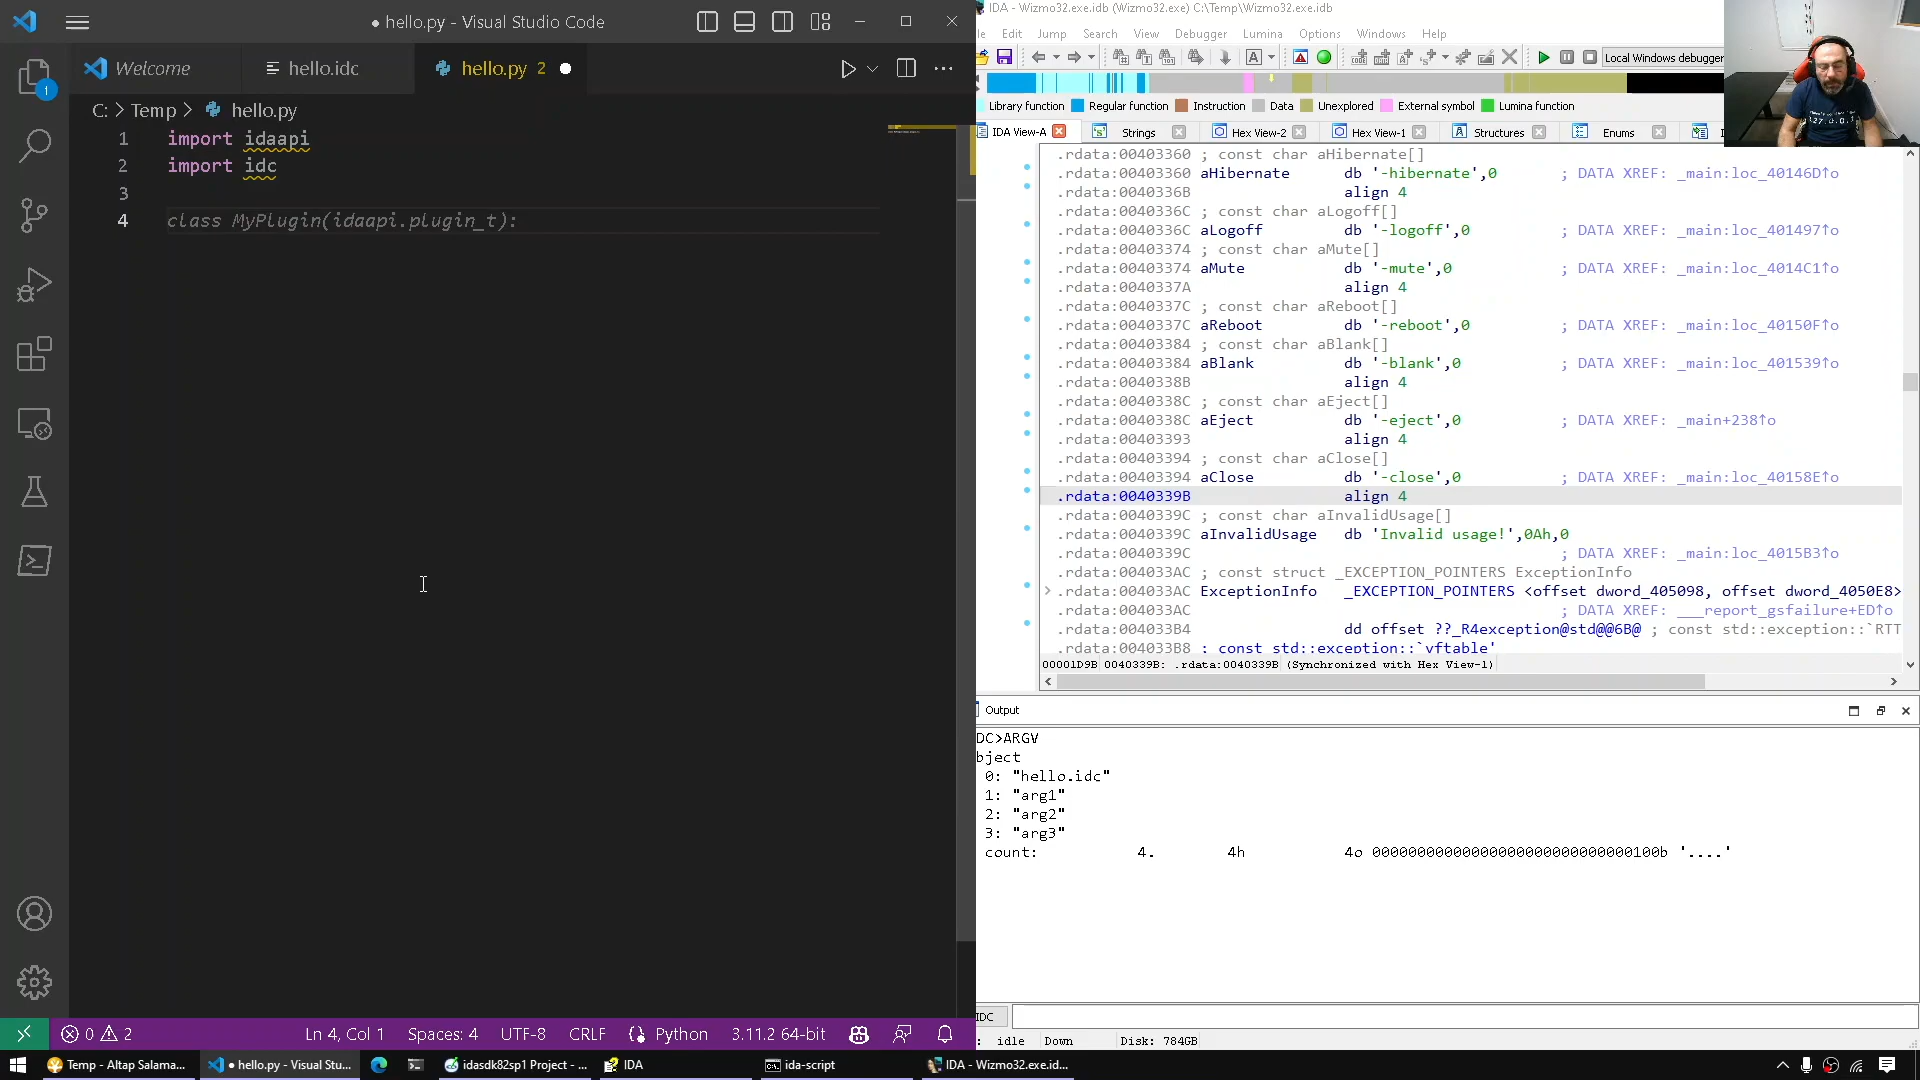 ● hello.py - Visual Studio Code
Welcome
hello.idc
hello.py 2
C: > Temp > hello.py
1
1 import idaapi
2 import idc
3
4 class MyPlugin(idaapi.plugin_t):
0 2
Ln 4, Col 1
Spaces: 4
UTF-8
CRLF
Python
3.11.2 64-bit
IDA - Wizmo32.exe.idb (Wizmo32.exe) C:\Temp\Wizmo32.exe.idb
Edit Jump Search View Debugger Lumina Options Windows Help
Local Windows debugger
Library function Regular function Instruction Data Unexplored External symbol Lumina function
IDA View-A Strings Hex View-2 Hex View-1 Structures Enums
.rdata:00403360 ; const char aHibernate[]
.rdata:00403360 aHibernate db '-hibernate',0 ; DATA XREF: _main:loc_40146D↑o
.rdata:0040336B align 4
.rdata:0040336C ; const char aLogoff[]
.rdata:0040336C aLogoff db '-logoff',0 ; DATA XREF: _main:loc_401497↑o
.rdata:00403374 ; const char aMute[]
.rdata:00403374 aMute db '-mute',0 ; DATA XREF: _main:loc_4014C1↑o
.rdata:0040337A align 4
.rdata:0040337C ; const char aReboot[]
.rdata:0040337C aReboot db '-reboot',0 ; DATA XREF: _main:loc_40150F↑o
.rdata:00403384 ; const char aBlank[]
.rdata:00403384 aBlank db '-blank',0 ; DATA XREF: _main:loc_401539↑o
.rdata:0040338B align 4
.rdata:0040338C ; const char aEject[]
.rdata:0040338C aEject db '-eject',0 ; DATA XREF: _main+238↑o
.rdata:00403393 align 4
.rdata:00403394 ; const char aClose[]
.rdata:00403394 aClose db '-close',0 ; DATA XREF: _main:loc_40158E↑o
.rdata:0040339B align 4
.rdata:0040339C ; const char aInvalidUsage[]
.rdata:0040339C aInvalidUsage db 'Invalid usage!',0Ah,0
.rdata:0040339C ; DATA XREF: _main:loc_4015B3↑o
.rdata:004033AC ; const struct _EXCEPTION_POINTERS ExceptionInfo
.rdata:004033AC ExceptionInfo _EXCEPTION_POINTERS <offset dword_405098, offset dword_4050E8>
.rdata:004033AC ; DATA XREF: ___report_gsfailure+ED↑o
.rdata:004033B4 dd offset ??_R4exception@std@@6B@ ; const std::exception::`RTT
.rdata:004033B8 ; const std::exception::`vftable'
00001D9B 0040339B: .rdata:0040339B (Synchronized with Hex View-1)
Output
DC>ARGV
bject
0: "hello.idc"
1: "arg1"
2: "arg2"
3: "arg3"
count: 4. 4h 4o 00000000000000000000000000000100b '....'
IDC
: idle Down Disk: 784GB
Temp - Altap Salama...
● hello.py - Visual Stu...
idasdk82sp1 Project - ...
IDA
ida-script
IDA - Wizmo32.exe.id...